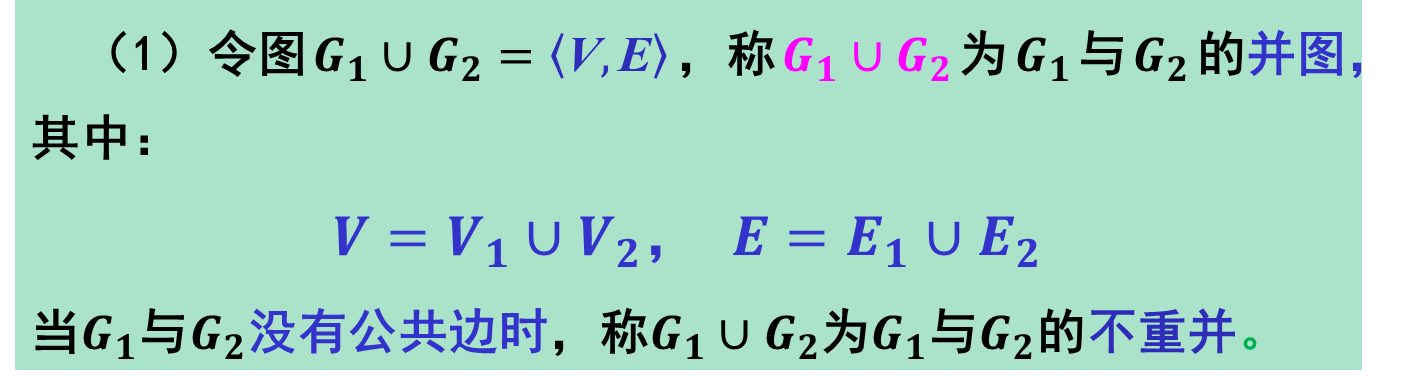 （1）令图G₁ ∪ G₂ = ⟨V, E⟩，称G₁ ∪ G₂为G₁与G₂的并图，
其中：
V = V₁ ∪ V₂， E = E₁ ∪ E₂
当G₁与G₂没有公共边时，称G₁ ∪ G₂为G₁与G₂的不重并。